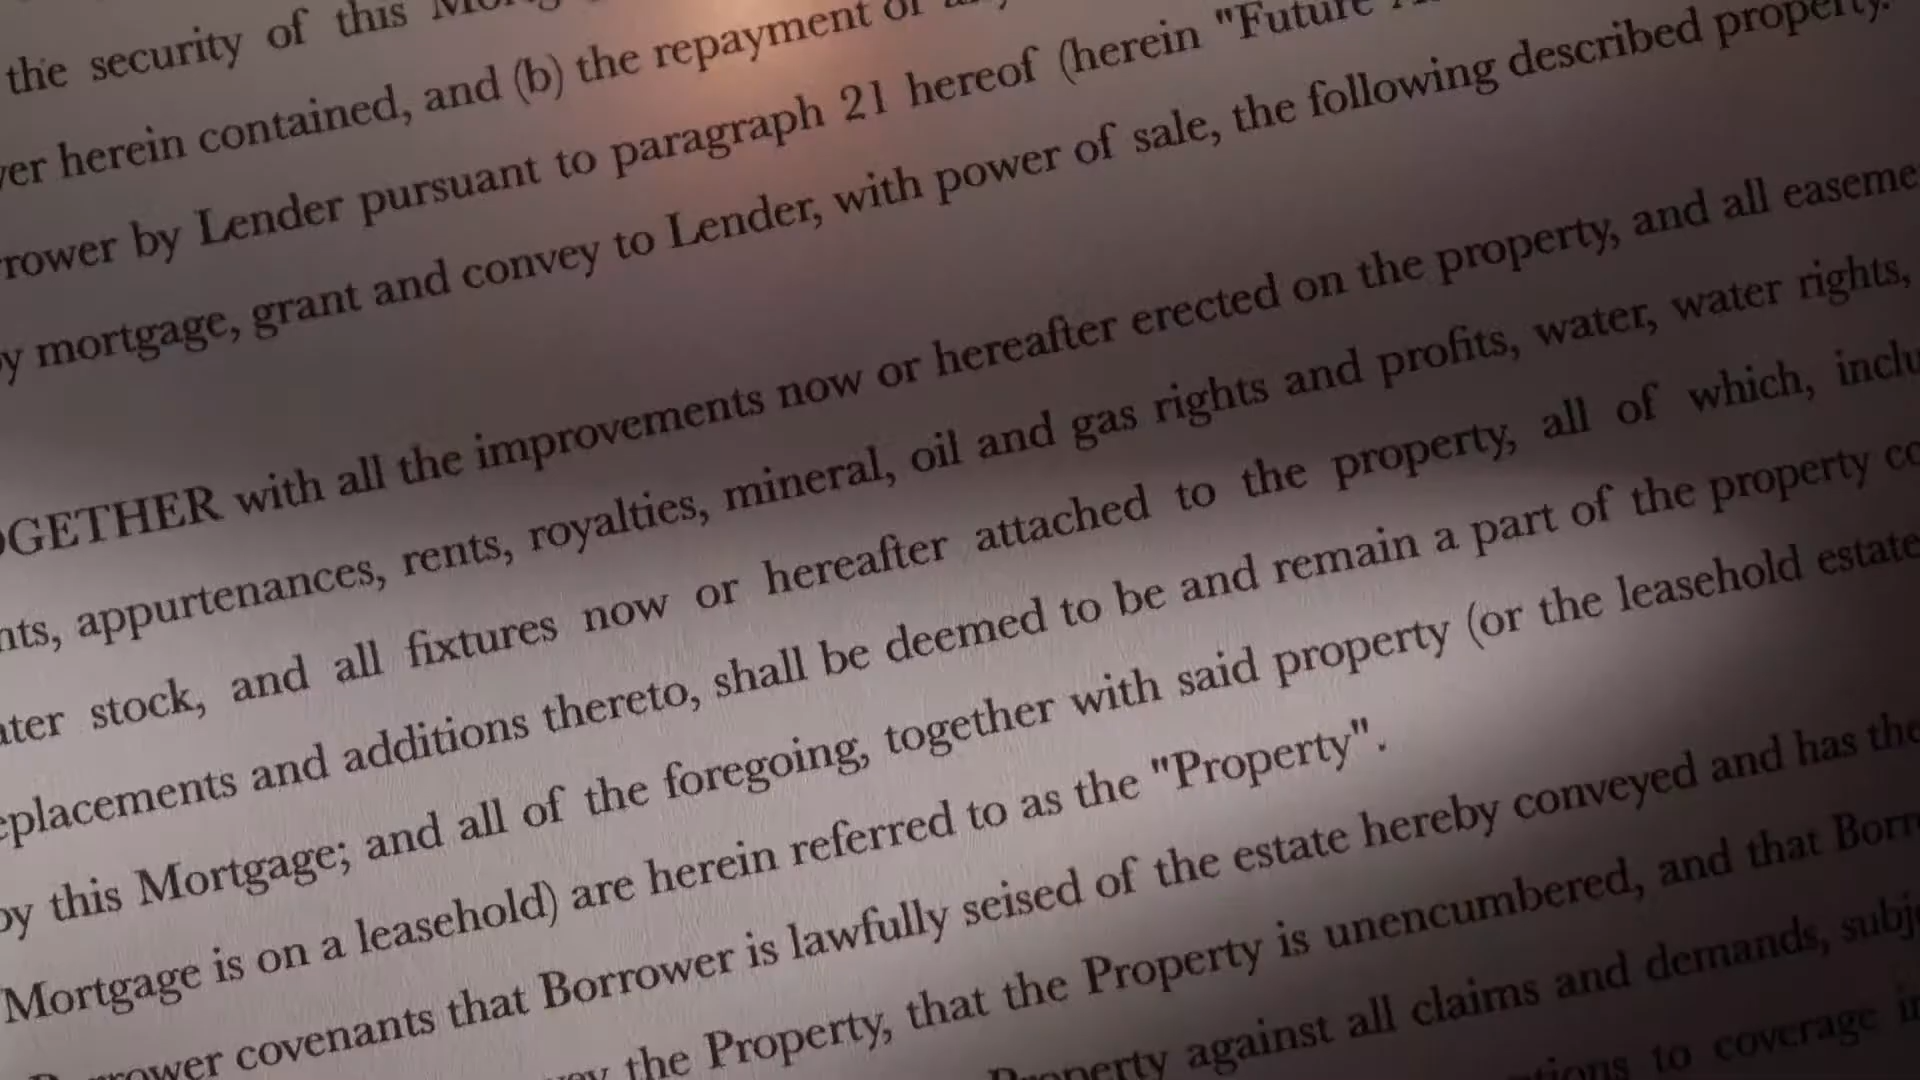 the security of this
herein contained, and (b) the repayment of
by Lender pursuant to paragraph 21 hereof (herein "Future
mortgage, grant and convey to Lender, with power of sale, the following described property:
OGETHER with all the improvements now or hereafter erected on the property, and all easeme
nts, appurtenances, rents, royalties, mineral, oil and gas rights and profits, water, water rights,
stock, and all fixtures now or hereafter attached to the property, all of which, inclu
eplacements and additions thereto, shall be deemed to be and remain a part of the property co
by this Mortgage; and all of the foregoing, together with said property (or the leasehold estate
Mortgage is on a leasehold) are herein referred to as the "Property".
rrower covenants that Borrower is lawfully seised of the estate hereby conveyed and has the
the Property, that the Property is unencumbered, and that Borr
Property against all claims and demands, subje
to coverage in